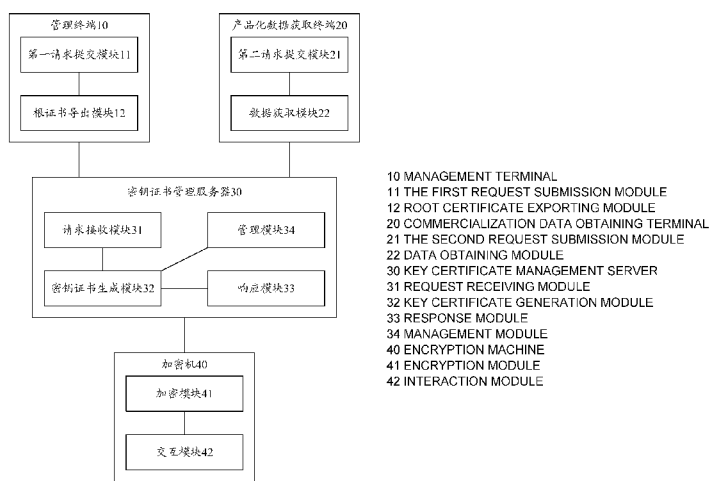 管理终端10
第一请求提交模块11
根证书导出模块12
产品化数据获取终端20
第二请求提交模块21
数据获取模块22
密钥证书管理服务器30
请求接收模块31
管理模块34
密钥证书生成模块32
响应模块33
加密机40
加密模块41
交互模块42
10 MANAGEMENT TERMINAL
11 THE FIRST REQUEST SUBMISSION MODULE
12 ROOT CERTIFICATE EXPORTING MODULE
20 COMMERCIALIZATION DATA OBTAINING TERMINAL
21 THE SECOND REQUEST SUBMISSION MODULE
22 DATA OBTAINING MODULE
30 KEY CERTIFICATE MANAGEMENT SERVER
31 REQUEST RECEIVING MODULE
32 KEY CERTIFICATE GENERATION MODULE
33 RESPONSE MODULE
34 MANAGEMENT MODULE
40 ENCRYPTION MACHINE
41 ENCRYPTION MODULE
42 INTERACTION MODULE